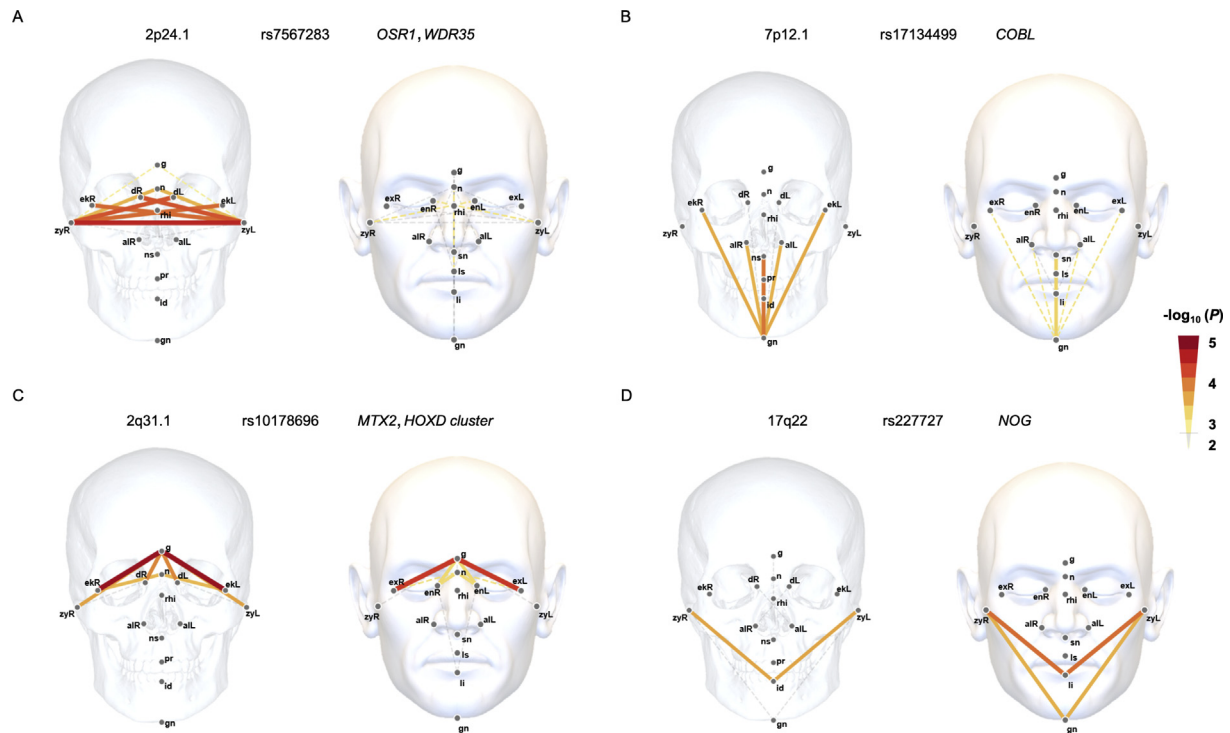 A
2p24.1 rs7567283 OSR1, WDR35
g
dR n dL
ekR ekL
rhi
zyR zyL
alR alL
ns
pr
id
gn
g
n
exR exL
enR rhi enL
zyR zyL
alR alL
sn
ls
li
gn
B
7p12.1 rs17134499 COBL
g
dR n dL
ekR ekL
rhi
zyR zyL
alR alL
ns
pr
id
gn
g
n
exR exL
enR rhi enL
zyR zyL
alR alL
sn
ls
li
gn
-log10 (P)
5
4
3
2
C
2q31.1 rs10178696 MTX2, HOXD cluster
g
dR n dL
ekR ekL
rhi
zyR zyL
alR alL
ns
pr
id
gn
g
n
exR exL
enR rhi enL
zyR zyL
alR alL
sn
ls
li
gn
D
17q22 rs227727 NOG
g
dR n dL
ekR ekL
rhi
zyR zyL
alR alL
ns
pr
id
gn
g
n
exR exL
enR rhi enL
zyR zyL
alR alL
sn
ls
li
gn